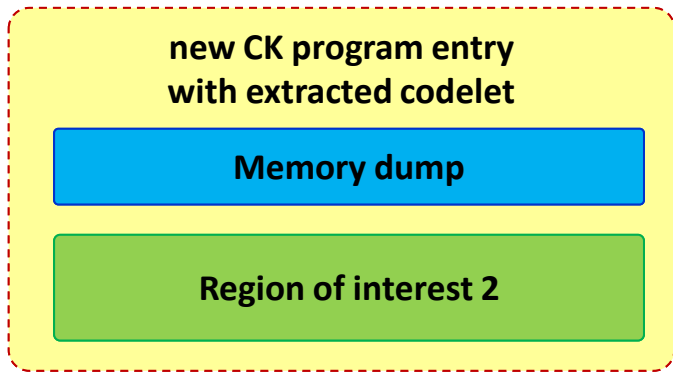 new CK program entry
with extracted codelet
Memory dump
Region of interest 2